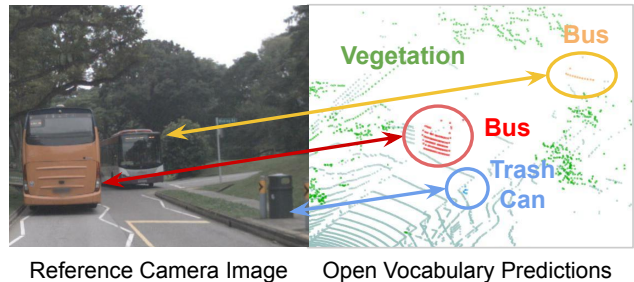 Vegetation
Bus
Bus
Trash
Can
Reference Camera Image
Open Vocabulary Predictions